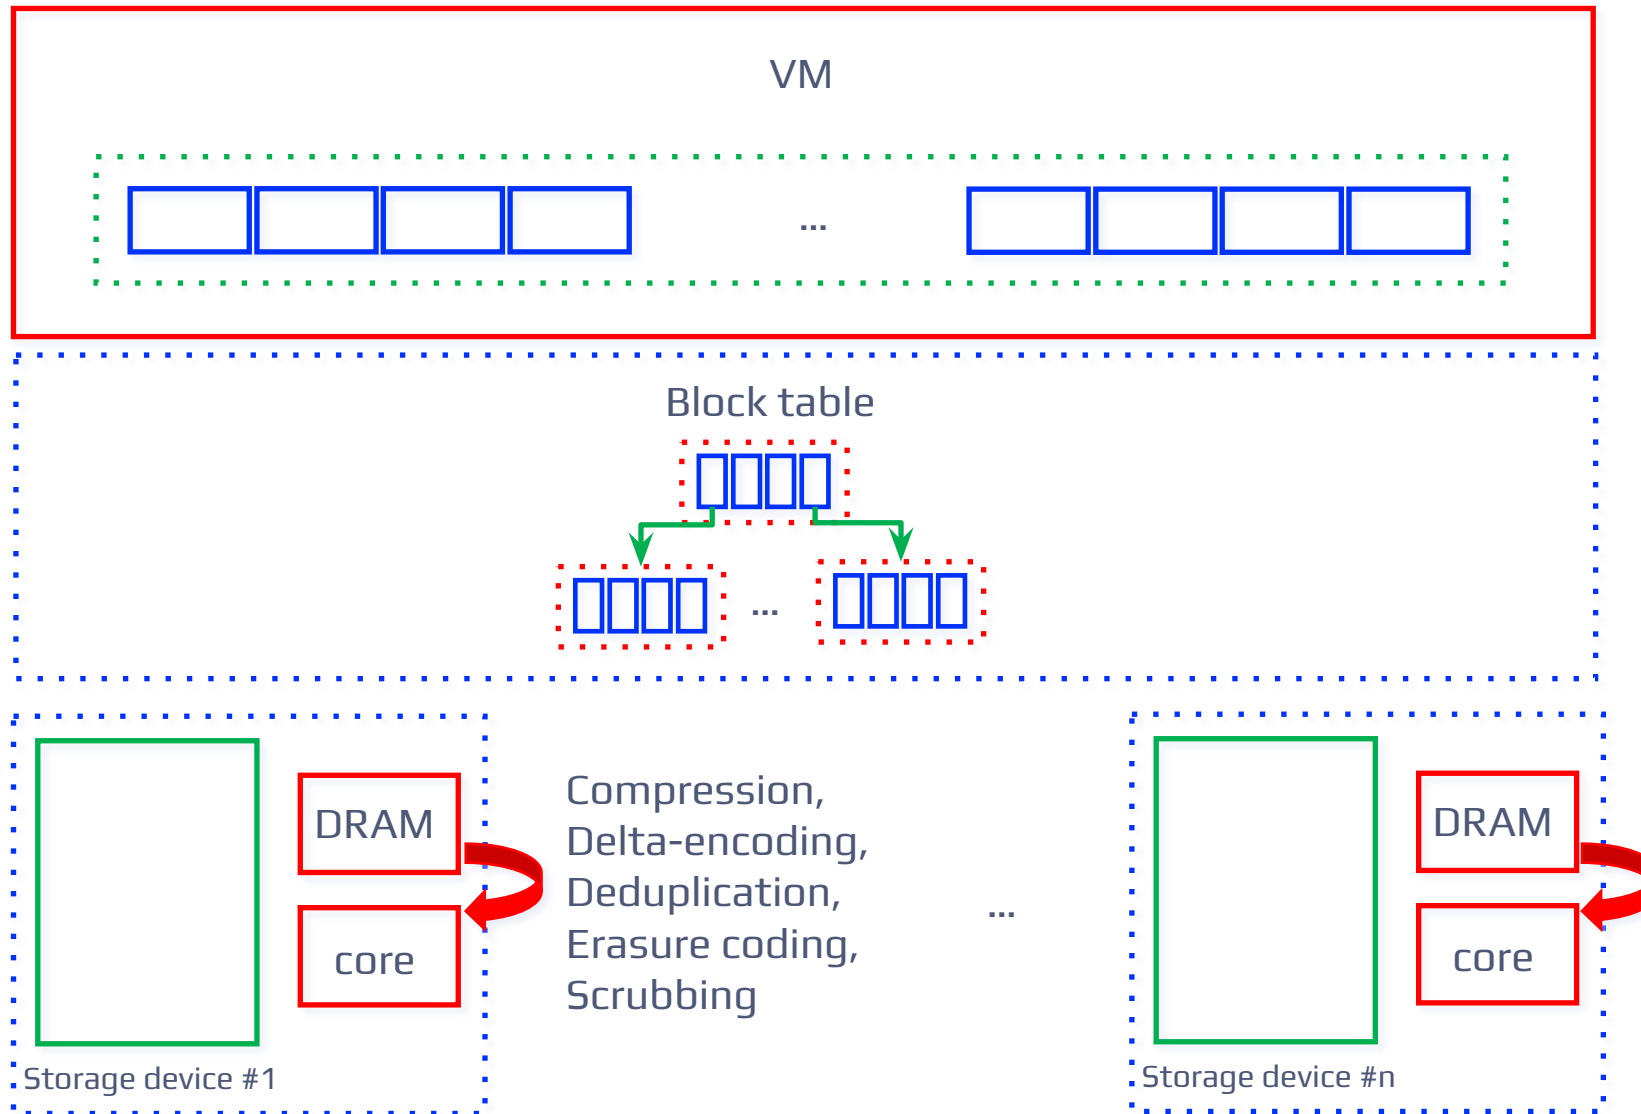 VM
...
Block table
...
DRAM
core
Storage device #1
Compression,
Delta-encoding,
Deduplication,
Erasure coding,
Scrubbing
...
DRAM
core
Storage device #n